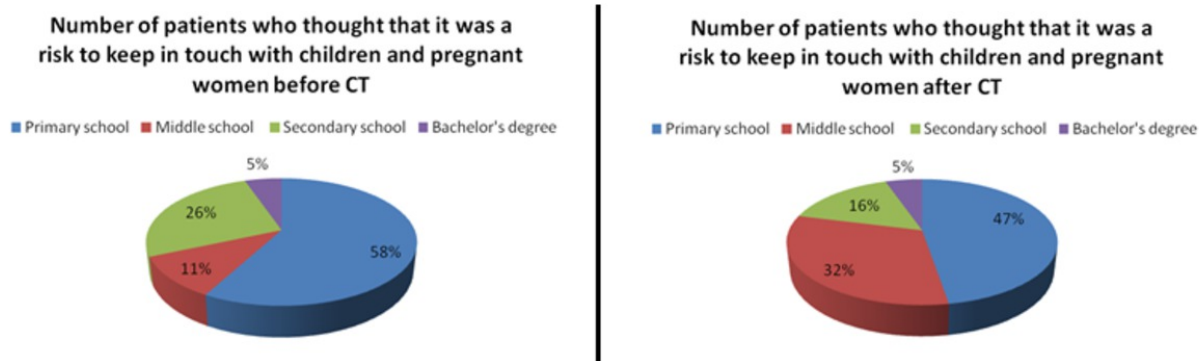 Number of patients who thought that it was a
risk to keep in touch with children and pregnant
women before CT
Primary school Middle school Secondary school Bachelor's degree
5%
26%
58%
11%
Number of patients who thought that it was a
risk to keep in touch with children and pregnant
women after CT
Primary school Middle school Secondary school Bachelor's degree
5%
16%
47%
32%